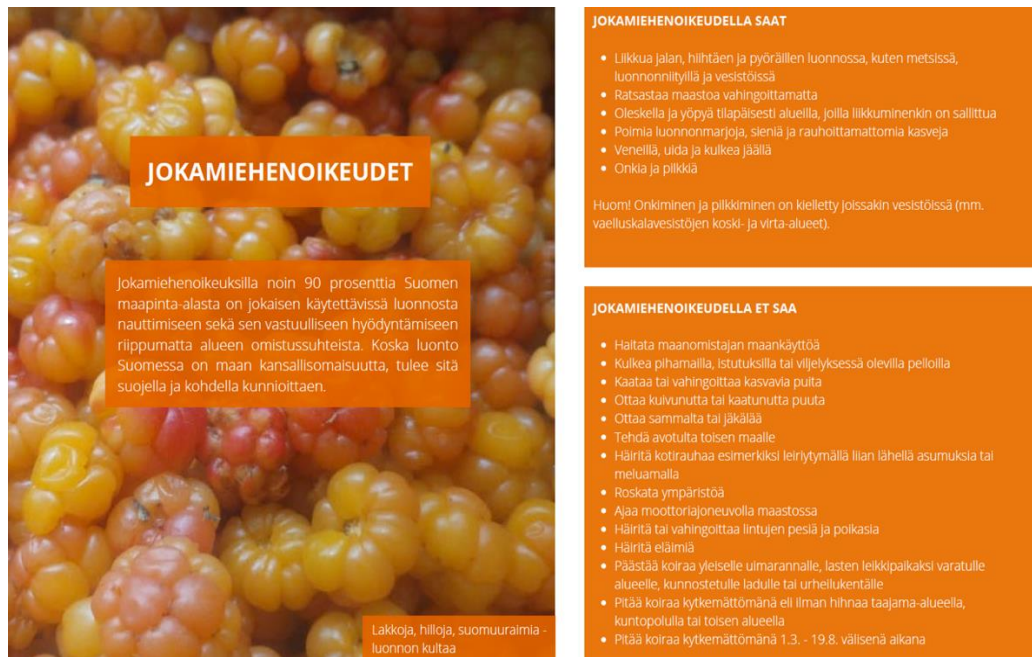 JOKAMIEHENOIKEUDET
Jokamiehenoikeuksilla noin 90 prosenttia Suomen
maapinta-alasta on jokaisen käytettävissä luonnosta
nauttimiseen sekä sen vastuulliseen hyödyntämiseen
riippumatta alueen omistussuhteista. Koska luonto
Suomessa on maan kansallisomaisuutta, tulee sitä
suojella ja kohdella kunnioittaen.
Lakkoja, hilloja, suomuuraimia -
luonnon kultaa
JOKAMIEHENOIKEUDELLA SAAT
• Liikkua jalan, hiihtäen ja pyöräillen luonnossa, kuten metsissä,
luonnonniityillä ja vesistöissä
• Ratsastaa maastoa vahingoittamatta
• Oleskella ja yöpyä tilapäisesti alueilla, joilla liikkuminenkin on sallittua
• Poimia luonnonmarjoja, sieniä ja rauhoittamattomia kasveja
• Veneillä, uida ja kulkea jäällä
• Onkia ja pilkkiä
Huom! Onkiminen ja pilkkiminen on kielletty joissakin vesistöissä (mm.
vaelluskalavesistöjen koski- ja virta-alueet).
JOKAMIEHENOIKEUDELLA ET SAA
• Haitata maanomistajan maankäyttöä
• Kulkea pihamailla, istutuksilla tai viljelyksessä olevilla pelloilla
• Kaataa tai vahingoittaa kasvavia puita
• Ottaa kuivunutta tai kaatunutta puuta
• Ottaa sammalta tai jäkälää
• Tehdä avotulta toisen maalle
• Häiritä kotirauhaa esimerkiksi leiriytymällä liian lähellä asumuksia tai
meluamalla
• Roskata ympäristöä
• Ajaa moottoriajoneuvolla maastossa
• Häiritä tai vahingoittaa lintujen pesiä ja poikasia
• Häiritä eläimiä
• Päästää koiraa yleiselle uimarannalle, lasten leikkipaikaksi varatulle
alueelle, kunnostetulle ladulle tai urheilukentälle
• Pitää koiraa kytkemättömänä eli ilman hihnaa taajama-alueella,
kuntopolulla tai toisen alueella
• Pitää koiraa kytkemättömänä 1.3. - 19.8. välisenä aikana